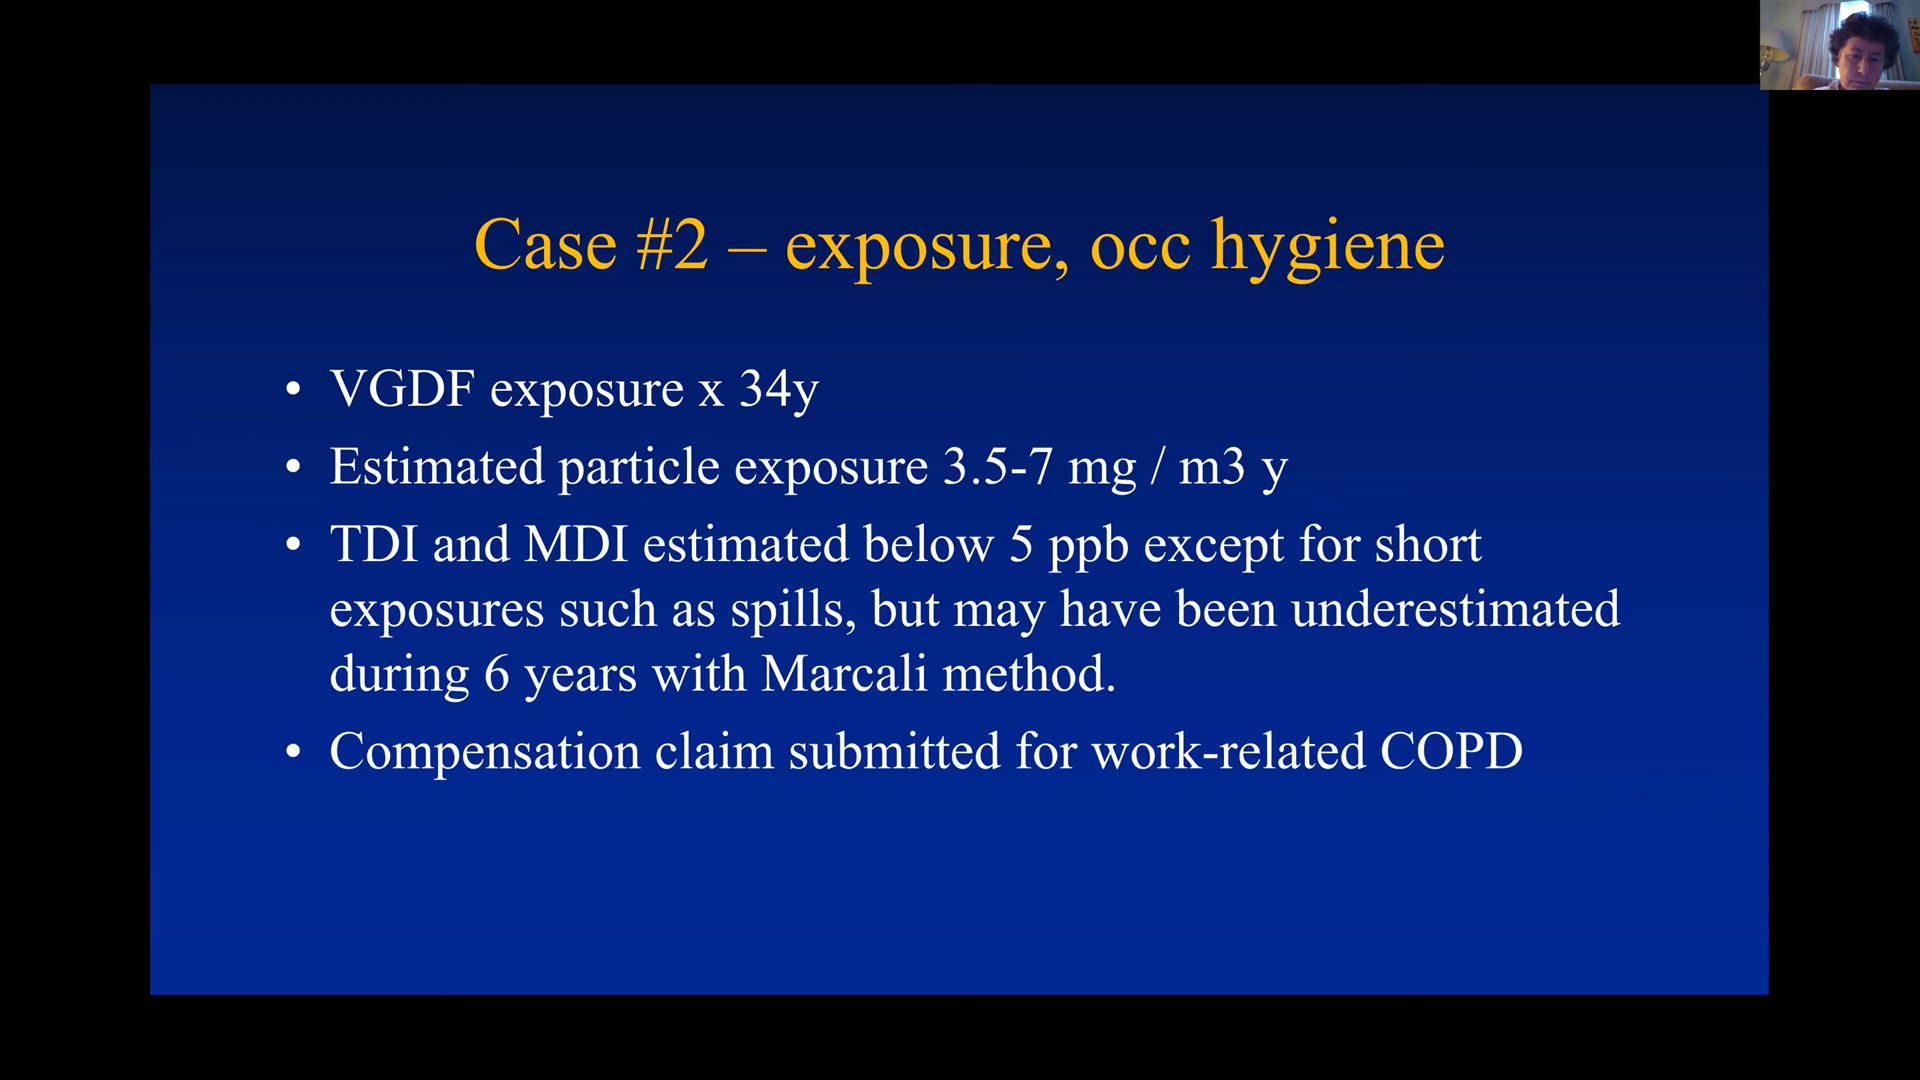 Case #2 – exposure, occ hygiene
• VGDF exposure x 34y
• Estimated particle exposure 3.5-7 mg / m3 y
• TDI and MDI estimated below 5 ppb except for short
exposures such as spills, but may have been underestimated
during 6 years with Marcali method.
• Compensation claim submitted for work-related COPD